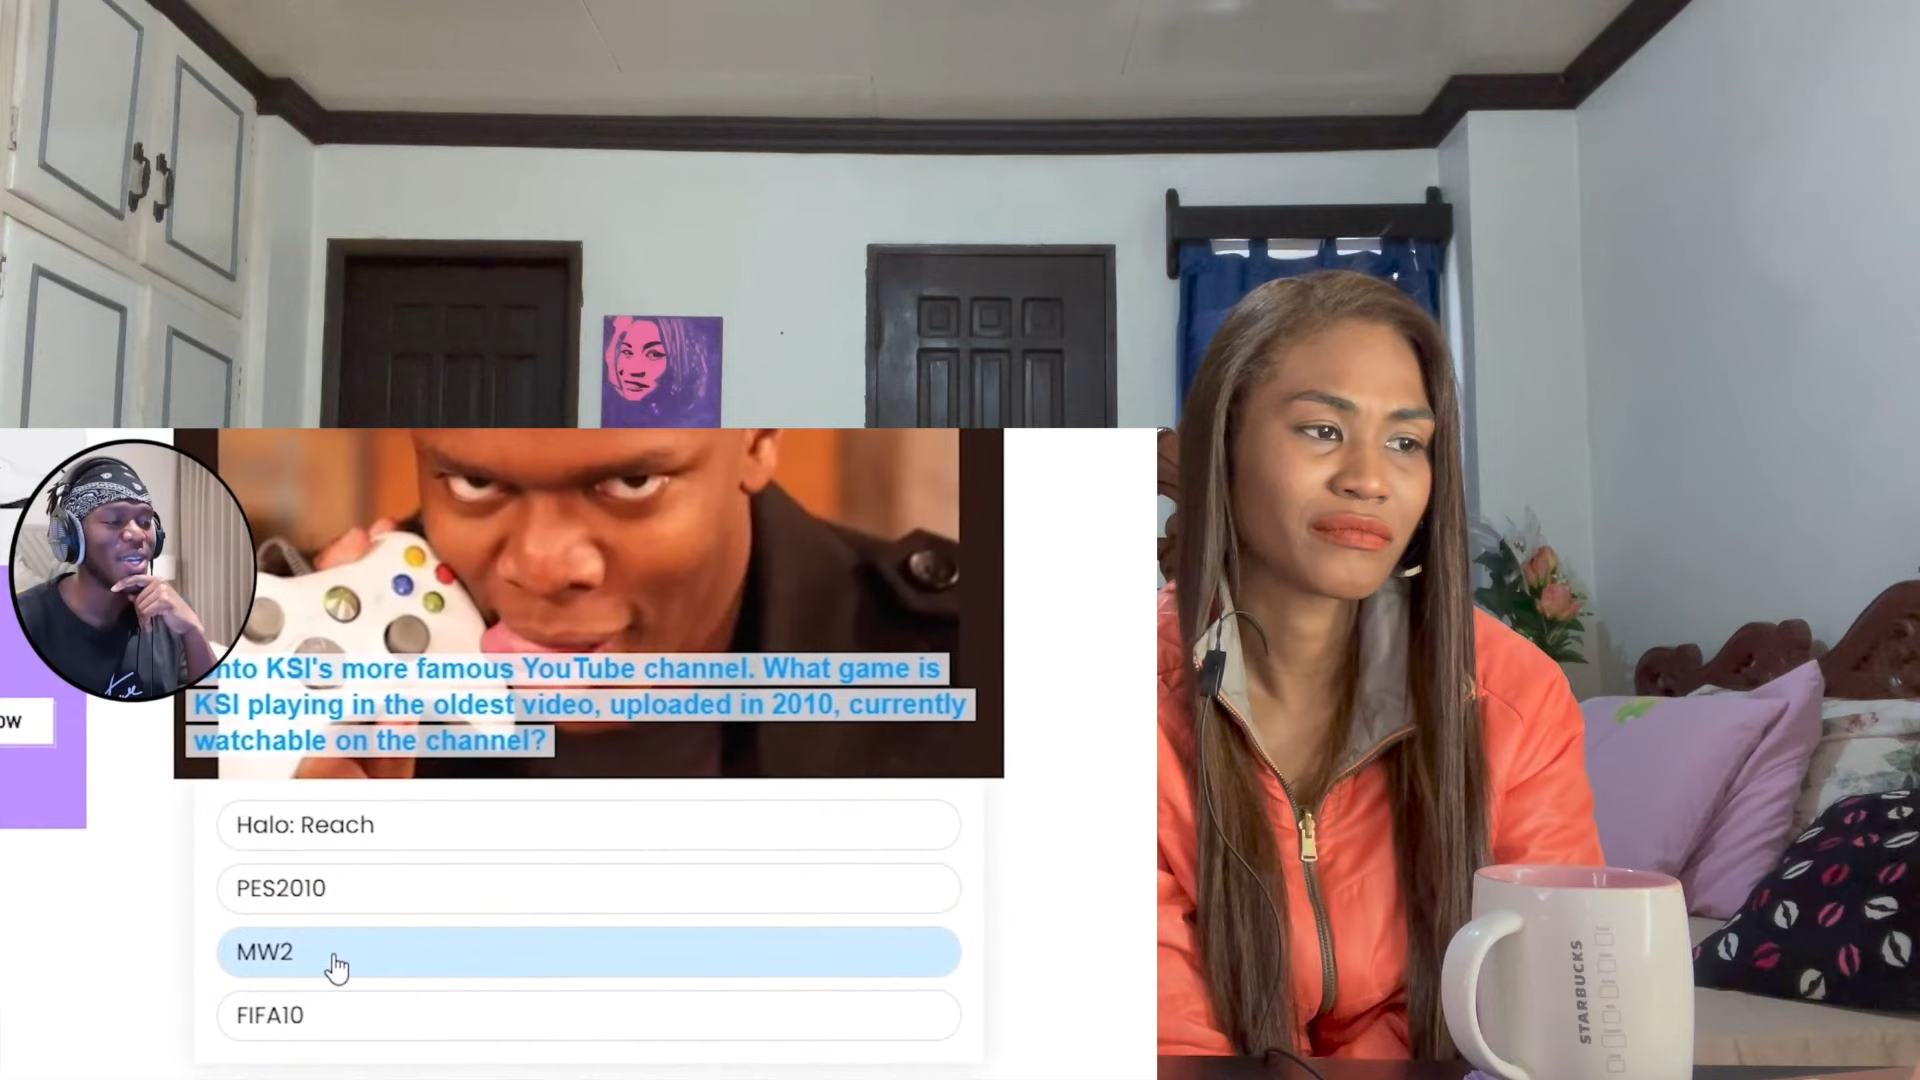 nto KSI's more famous YouTube channel. What game is
KSI playing in the oldest video, uploaded in 2010, currently
watchable on the channel?
OW
Halo: Reach
PES2010
MW2
FIFA10
STARBUCKS